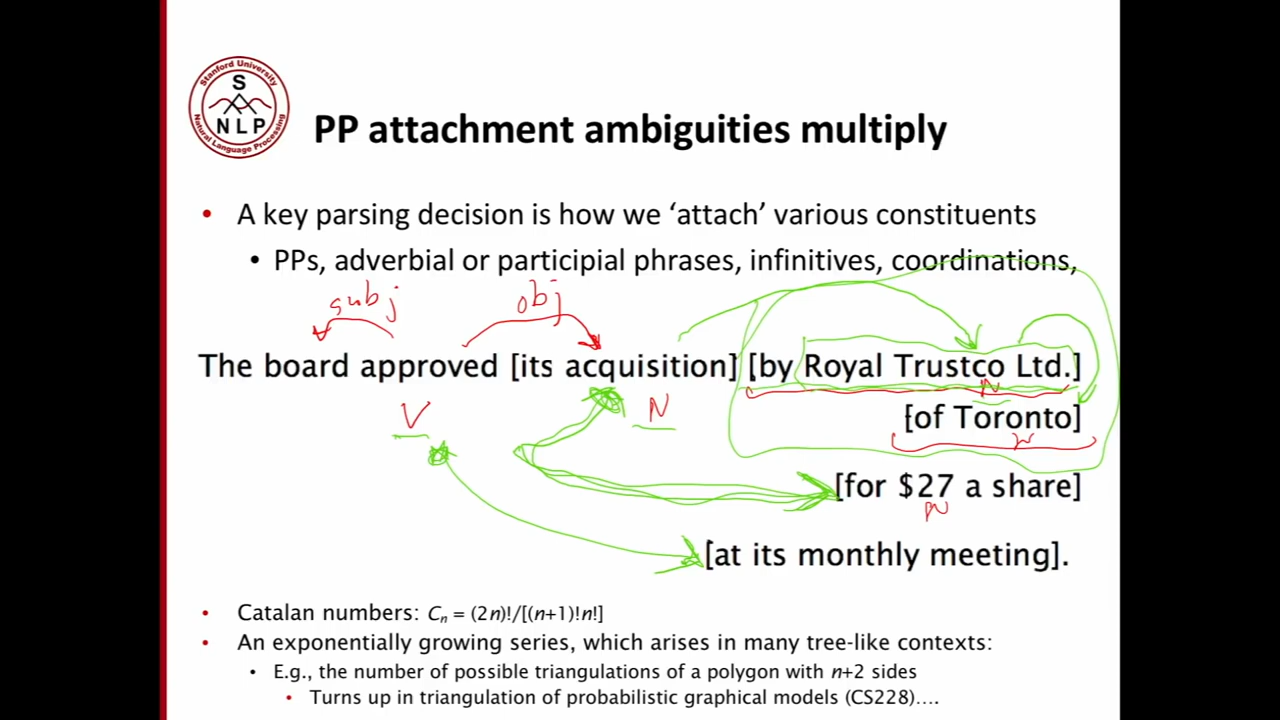 Stanford University
S
N L P
Natural Language Processing
PP attachment ambiguities multiply
• A key parsing decision is how we ‘attach’ various constituents
• PPs, adverbial or participial phrases, infinitives, coordinations,
subj obj
The board approved [its acquisition] [by Royal Trustco Ltd.]
V N N
[of Toronto]
N
[for $27 a share]
N
[at its monthly meeting].
• Catalan numbers: Cn = (2n)!/[(n+1)!n!]
• An exponentially growing series, which arises in many tree-like contexts:
• E.g., the number of possible triangulations of a polygon with n+2 sides
• Turns up in triangulation of probabilistic graphical models (CS228)….